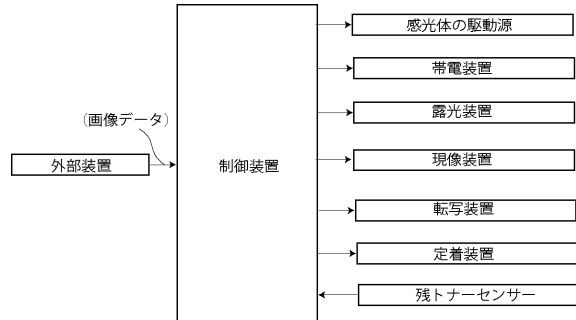 感光体の駆動源
帯電装置
露光装置
(画像データ)
外部装置
制御装置
現像装置
転写装置
定着装置
残トナーセンサー